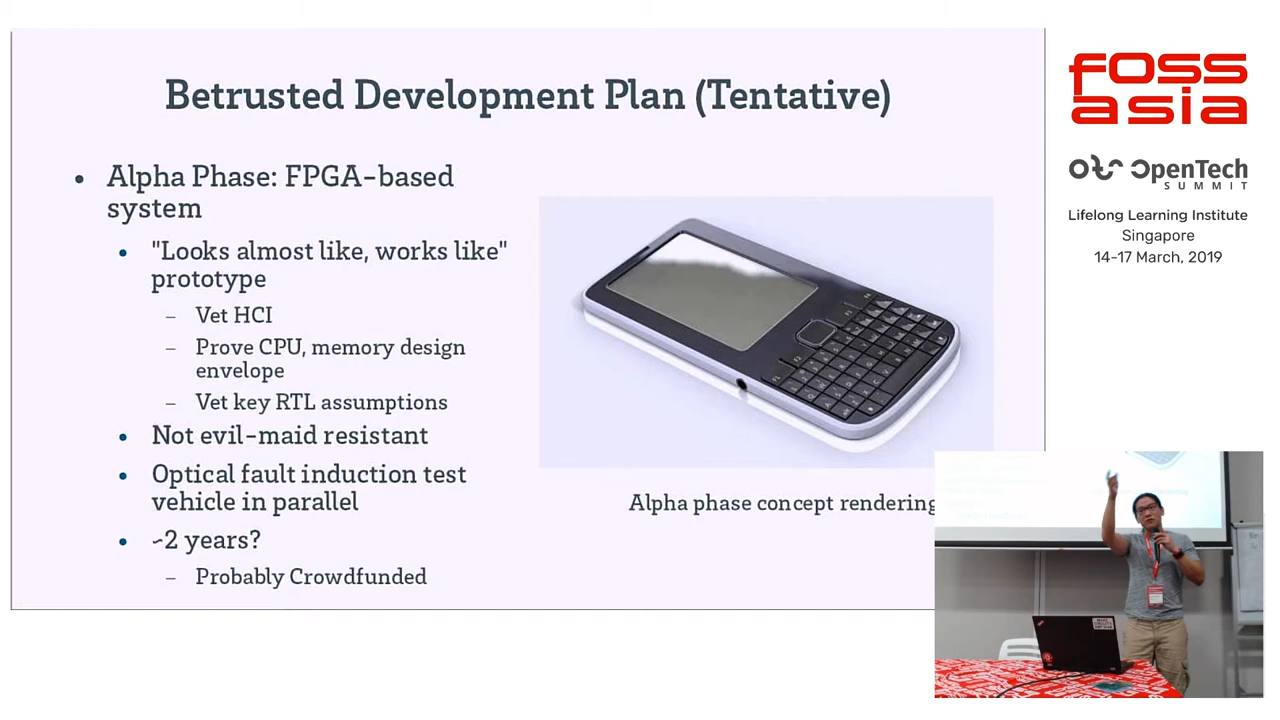 Betrusted Development Plan (Tentative)
• Alpha Phase: FPGA-based
system
• "Looks almost like, works like"
prototype
– Vet HCI
– Prove CPU, memory design
envelope
– Vet key RTL assumptions
• Not evil-maid resistant
• Optical fault induction test
vehicle in parallel
• ~2 years?
– Probably Crowdfunded
Alpha phase concept rendering
FOSS
asia
OpenTech
SUMMIT
Lifelong Learning Institute
Singapore
14-17 March, 2019